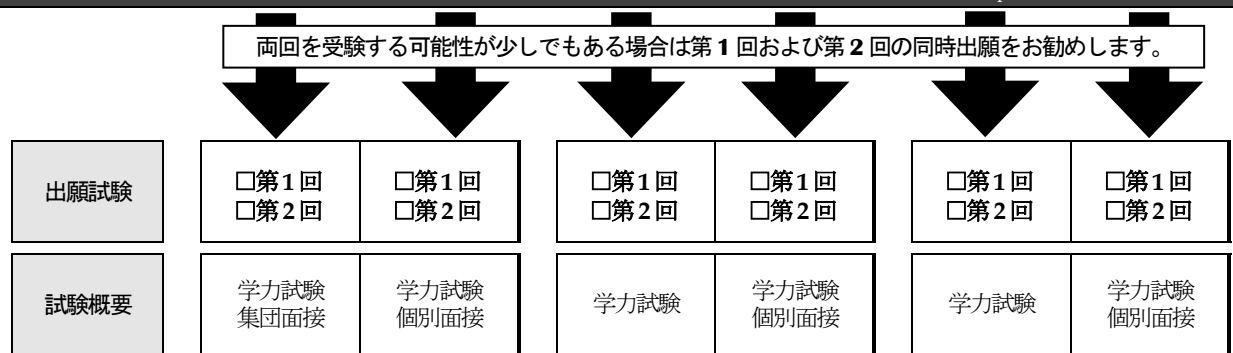 両回を受験する可能性が少しでもある場合は第1回および第2回の同時出願をお勧めします。
出願試験
□第1回
□第2回
□第1回
□第2回
□第1回
□第2回
□第1回
□第2回
□第1回
□第2回
□第1回
□第2回
試験概要
学力試験
集団面接
学力試験
個別面接
学力試験
学力試験
個別面接
学力試験
学力試験
個別面接